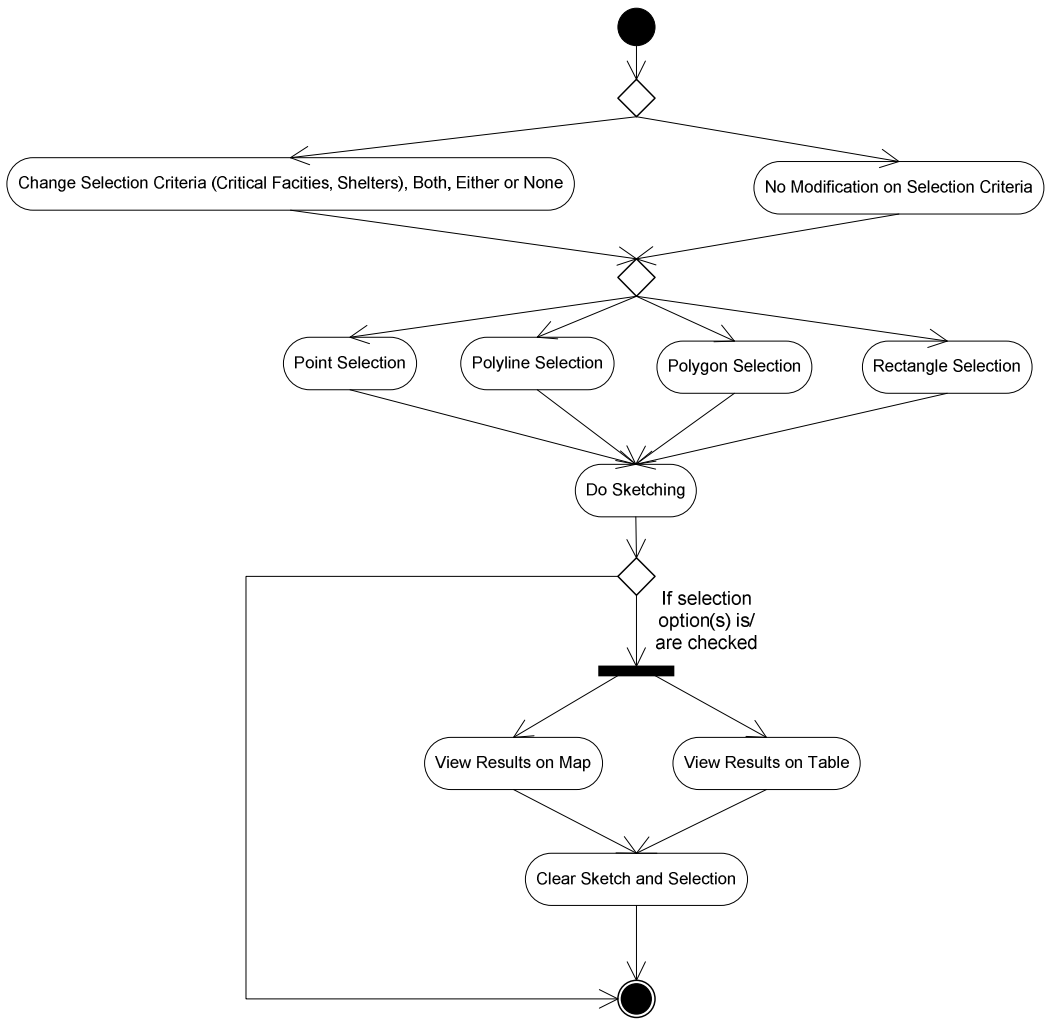 Change Selection Criteria (Critical Facities, Shelters), Both, Either or None
No Modification on Selection Criteria
Point Selection
Polyline Selection
Polygon Selection
Rectangle Selection
Do Sketching
If selection
option(s) is/
are checked
View Results on Map
View Results on Table
Clear Sketch and Selection